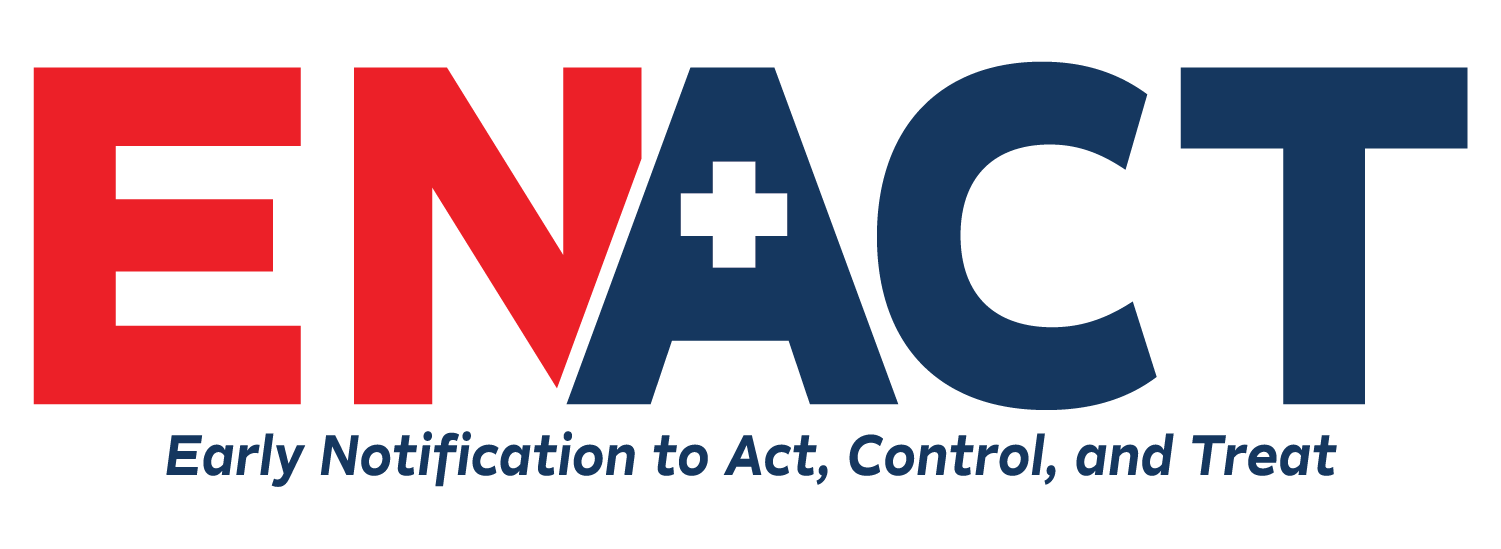 ENACT
Early Notification to Act, Control, and Treat